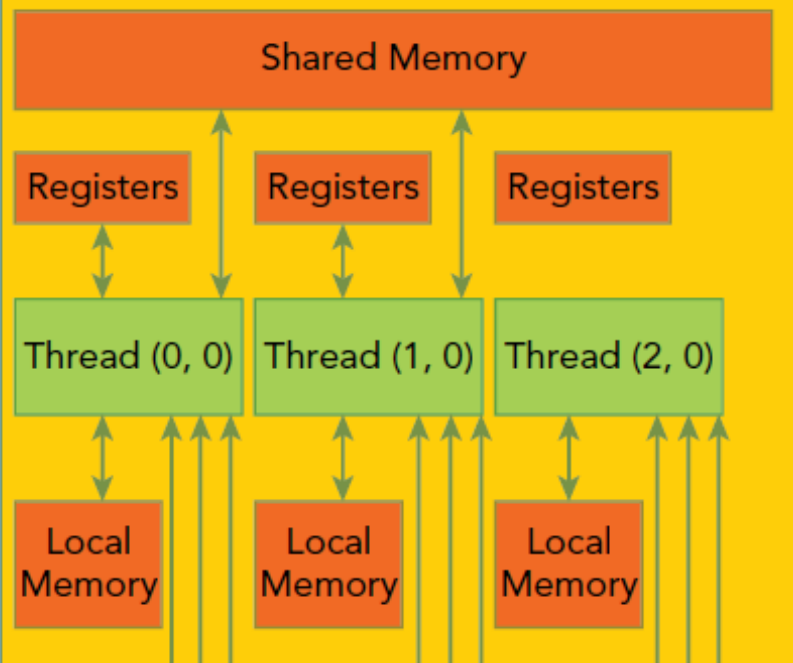 Shared Memory
Registers
Registers
Registers
Thread (0, 0)
Thread (1, 0)
Thread (2, 0)
Local
Memory
Local
Memory
Local
Memory